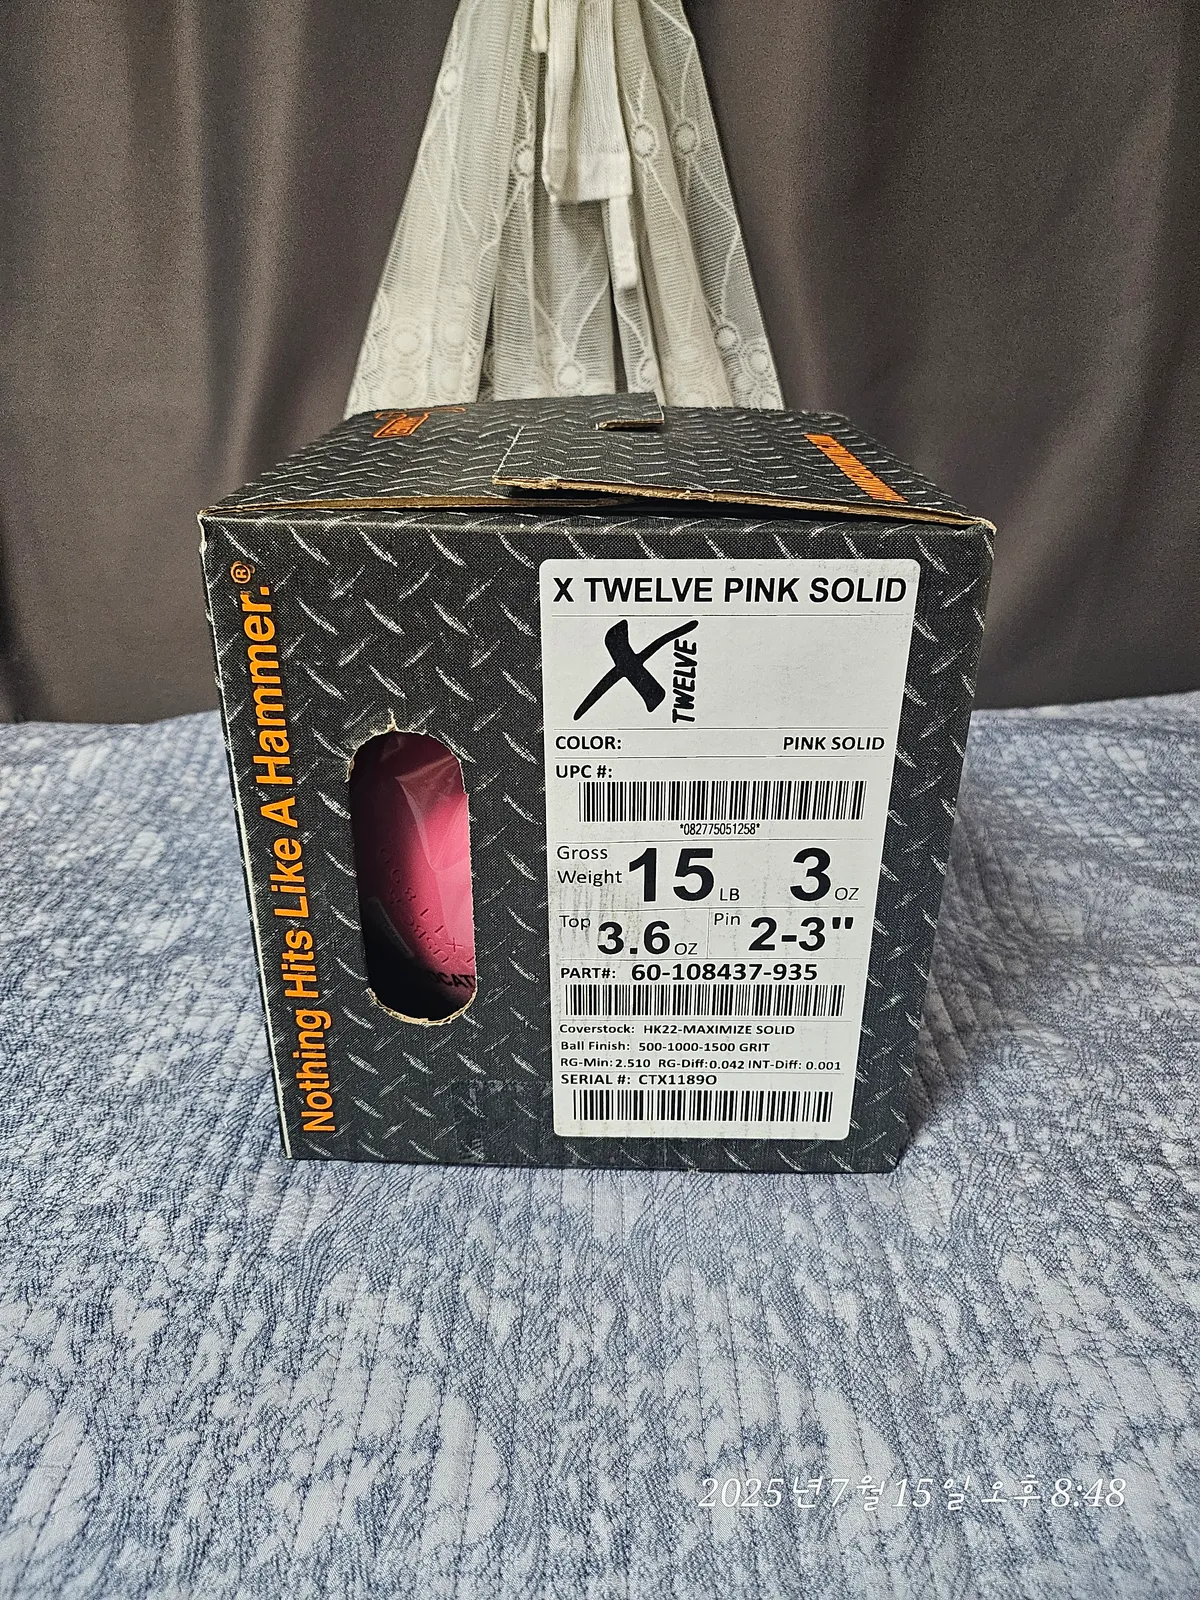 Nothing Hits Like A Hammer.®
X TWELVE PINK SOLID
X TWELVE
COLOR: PINK SOLID
UPC #:
*082775051258*
Gross Weight 15 LB 3 OZ
Top 3.6 OZ Pin 2-3"
PART#: 60-108437-935
Coverstock: HK22-MAXIMIZE SOLID
Ball Finish: 500-1000-1500 GRIT
RG-Min: 2.510 RG-Diff: 0.042 INT-Diff: 0.001
SERIAL #: CTX1189O
2025년 7월 15일 오후 8:48